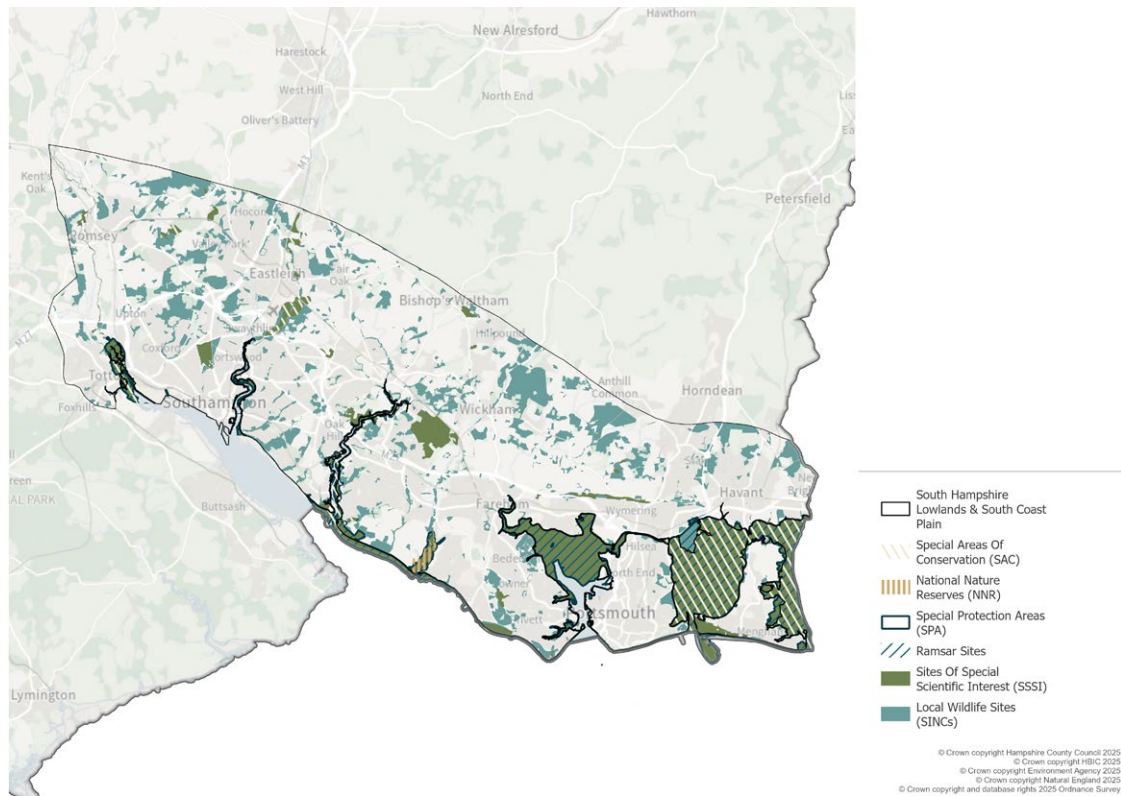 New Alresford
Hawthorn
Harestock
West Hill
North End
Oliver's Battery
M3
Kent's
Oak
Petersfield
Romsey
Valley Park
Eastleigh
Fair
Oak
Bishop's Waltham
Upton
Swaythling
Hillpound
M27
Coxford
Anthill
Common
Horndean
Foxhills
Southampton
Wickham
Oak
Buttsash
Fareham
Wymering
Havant
Hilsea
North End
Portsmouth
Lymington
South Hampshire
Lowlands & South Coast
Plain
Special Areas Of
Conservation (SAC)
National Nature
Reserves (NNR)
Special Protection Areas
(SPA)
Ramsar Sites
Sites Of Special
Scientific Interest (SSSI)
Local Wildlife Sites
(SINCs)
© Crown copyright Hampshire County Council 2025
© Crown copyright HBIC 2025
© Crown copyright Environment Agency 2025
© Crown copyright Natural England 2025
© Crown copyright and database rights 2025 Ordnance Survey